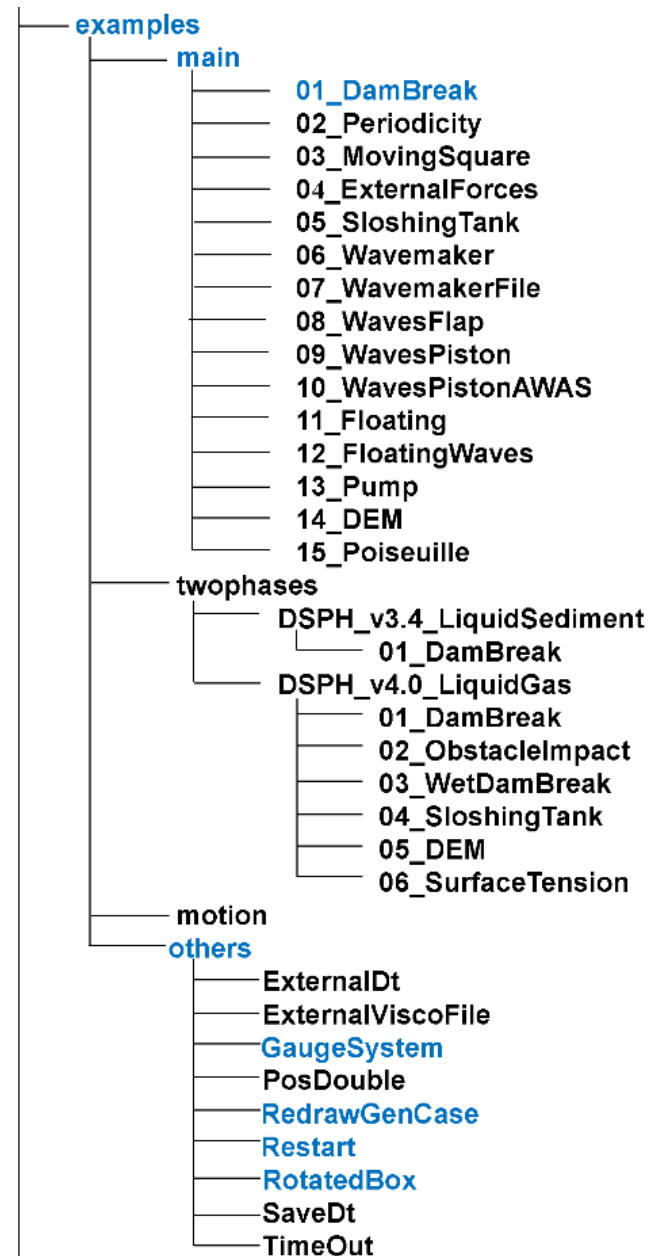 examples
main
01_DamBreak
02_Periodicity
03_MovingSquare
04_ExternalForces
05_SloshingTank
06_Wavemaker
07_WavemakerFile
08_WavesFlap
09_WavesPiston
10_WavesPistonAWAS
11_Floating
12_FloatingWaves
13_Pump
14_DEM
15_Poiseuille
twophases
DSPH_v3.4_LiquidSediment
01_DamBreak
DSPH_v4.0_LiquidGas
01_DamBreak
02_ObstacleImpact
03_WetDamBreak
04_SloshingTank
05_DEM
06_SurfaceTension
motion
others
ExternalDt
ExternalViscoFile
GaugeSystem
PosDouble
RedrawGenCase
Restart
RotatedBox
SaveDt
TimeOut